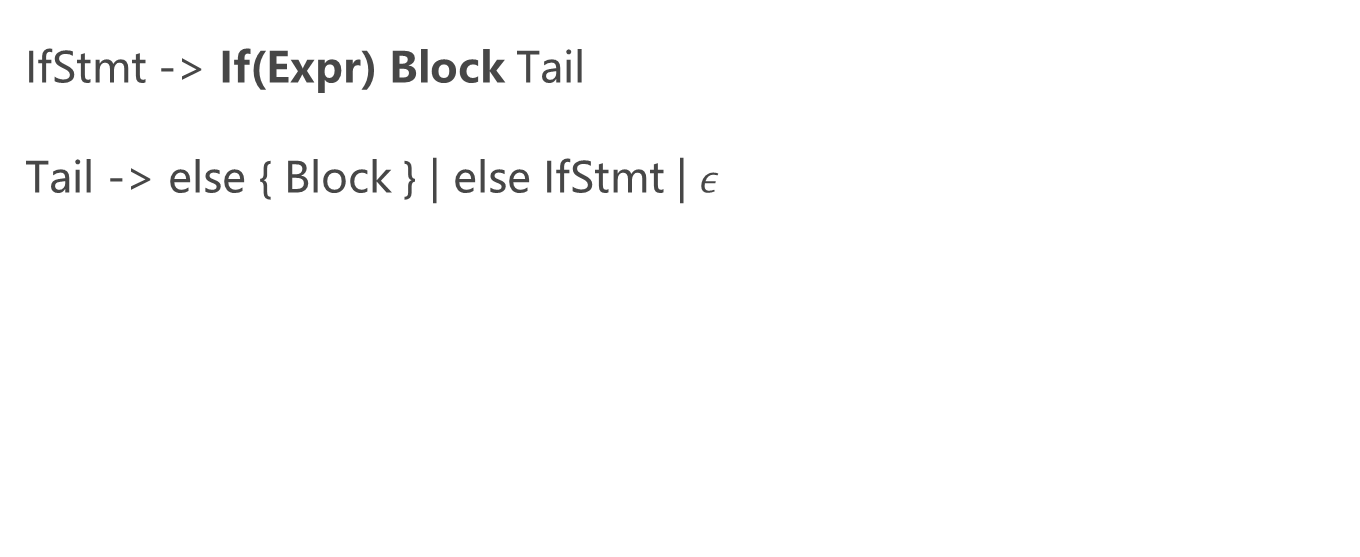 IfStmt -> If(Expr) Block Tail
Tail -> else { Block } | else IfStmt | ϵ